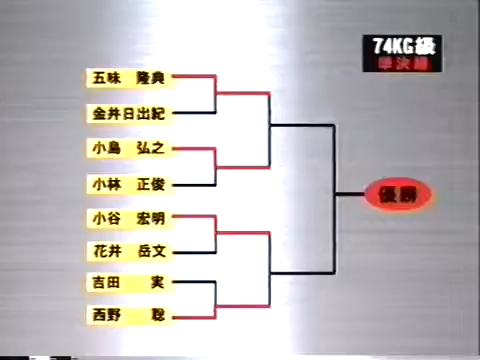 74KG級
準決勝
五味 隆典
金井日出紀
小島 弘之
小林 正俊
小谷 宏明
花井 岳文
吉田 実
西野 聡
優勝